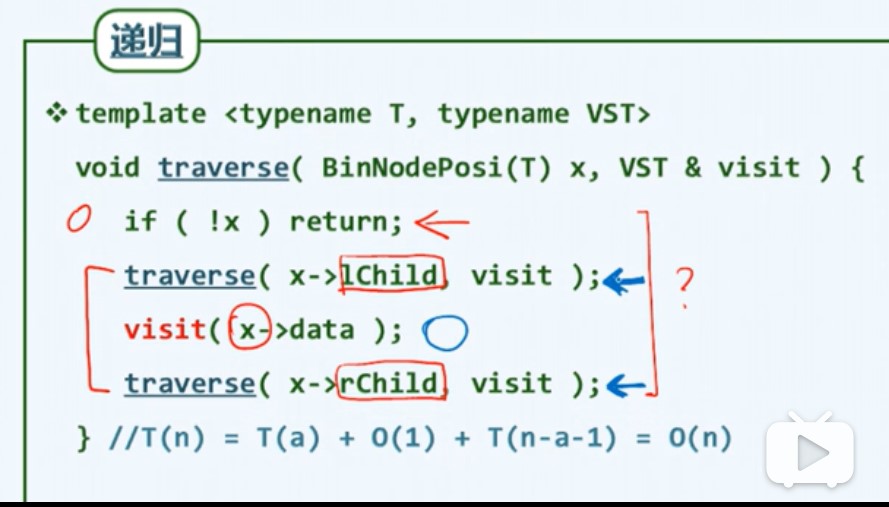 递归
❖ template <typename T, typename VST>
void traverse( BinNodePosi(T) x, VST & visit ) {
if ( !x ) return;
traverse( x->lChild, visit );
?
visit( x->data );
traverse( x->rChild, visit );
} //T(n) = T(a) + O(1) + T(n-a-1) = O(n)